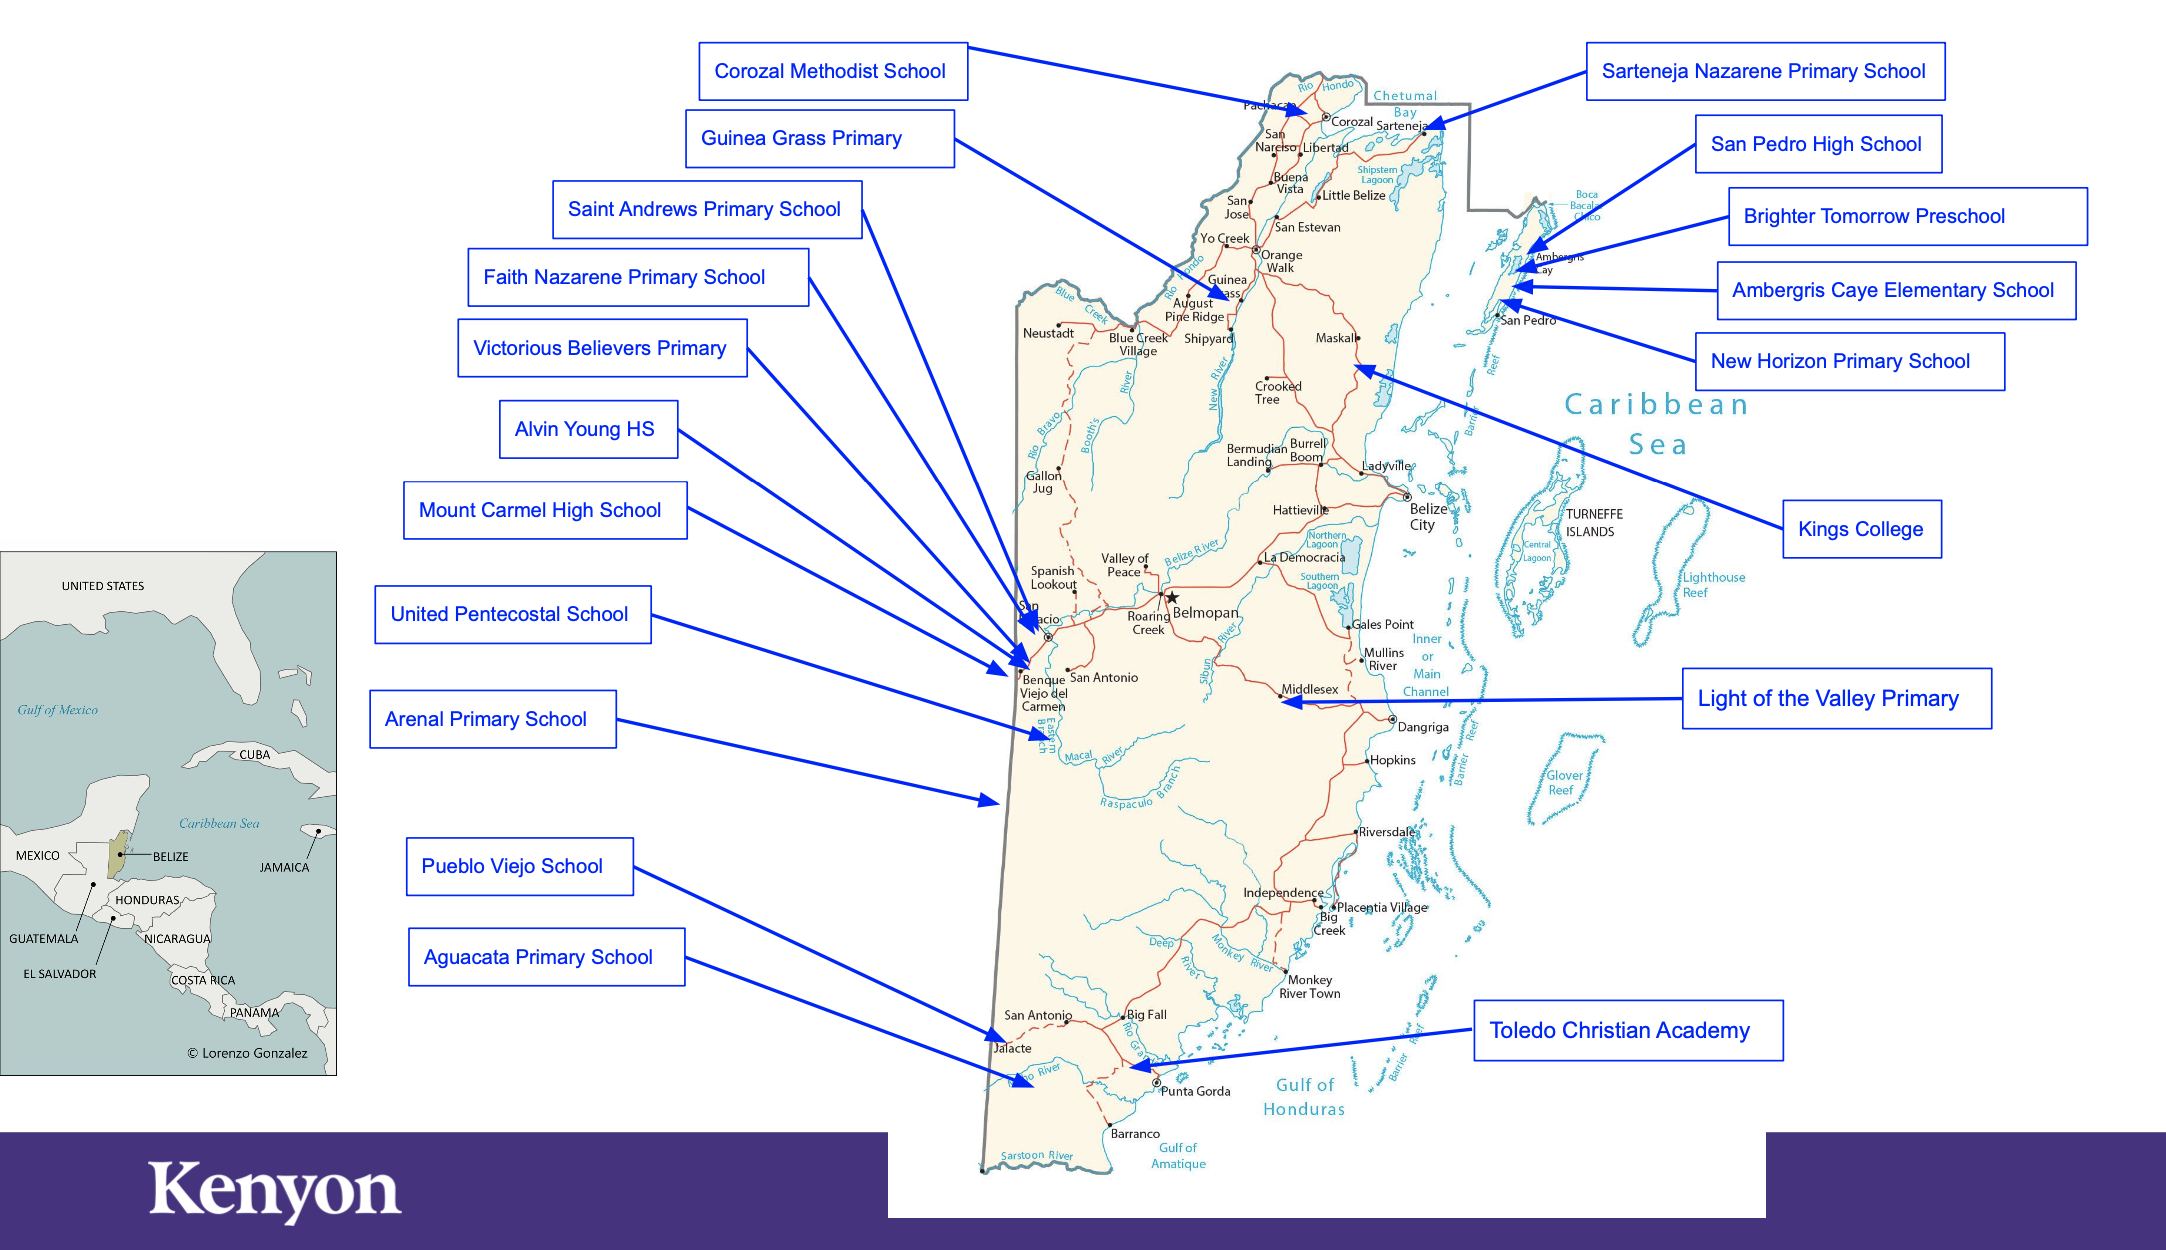 Corozal Methodist School
Guinea Grass Primary
Saint Andrews Primary School
Faith Nazarene Primary School
Victorious Believers Primary
Alvin Young HS
Mount Carmel High School
United Pentecostal School
Arenal Primary School
Pueblo Viejo School
Aguacata Primary School
Sarteneja Nazarene Primary School
San Pedro High School
Brighter Tomorrow Preschool
Ambergris Caye Elementary School
New Horizon Primary School
Kings College
Light of the Valley Primary
Toledo Christian Academy
Rio Hondo
Chetumal
Bay
Corozal
Sarteneja
San
Narciso
Libertad
Shipstern
Lagoon
Buena
Vista
Little Belize
San
Jose
San Estevan
Boca
Bacalar
Chico
Yo Creek
Orange
Walk
Rio Hondo
Ambergris
Cay
Guinea
August
Pine Ridge
San Pedro
Blue
Creek
Neustadt
Blue Creek
Village
Shipyard
Maskall
Reef
Barrier
Crooked
Tree
New River
River
Booth's
Rio Bravo
Caribbean
Sea
Gallon
Jug
Bermudian
Landing
Burrell
Boom
Ladyville
Hattieville
Belize
City
TURNEFFE
ISLANDS
Central
Lagoon
Lighthouse
Reef
Northern
Lagoon
Southern
Lagoon
La Democracia
Belize River
Valley of
Peace
Spanish
Lookout
San
Roaring
Creek
Belmopan
Sibun
River
Gales Point
Mullins
River
Inner
or
Main
Channel
Benque
Viejo del
Carmen
San Antonio
Middlesex
Dangriga
Eastern
Branch
Macal River
Raspaculo Branch
Hopkins
Barrier Reef
Glover
Reef
Riversdale
Independence
Placentia Village
Big
Creek
Deep
River
Monkey River
Monkey
River Town
San Antonio
Big Fall
Jalacte
Rio Grande
River
Punta Gorda
Barranco
Barrier Reef
Gulf of
Honduras
Gulf of
Amatique
Sarstoon River
UNITED STATES
Gulf of Mexico
CUBA
Caribbean Sea
MEXICO
BELIZE
JAMAICA
HONDURAS
GUATEMALA
NICARAGUA
EL SALVADOR
COSTA RICA
PANAMA
© Lorenzo Gonzalez
Kenyon